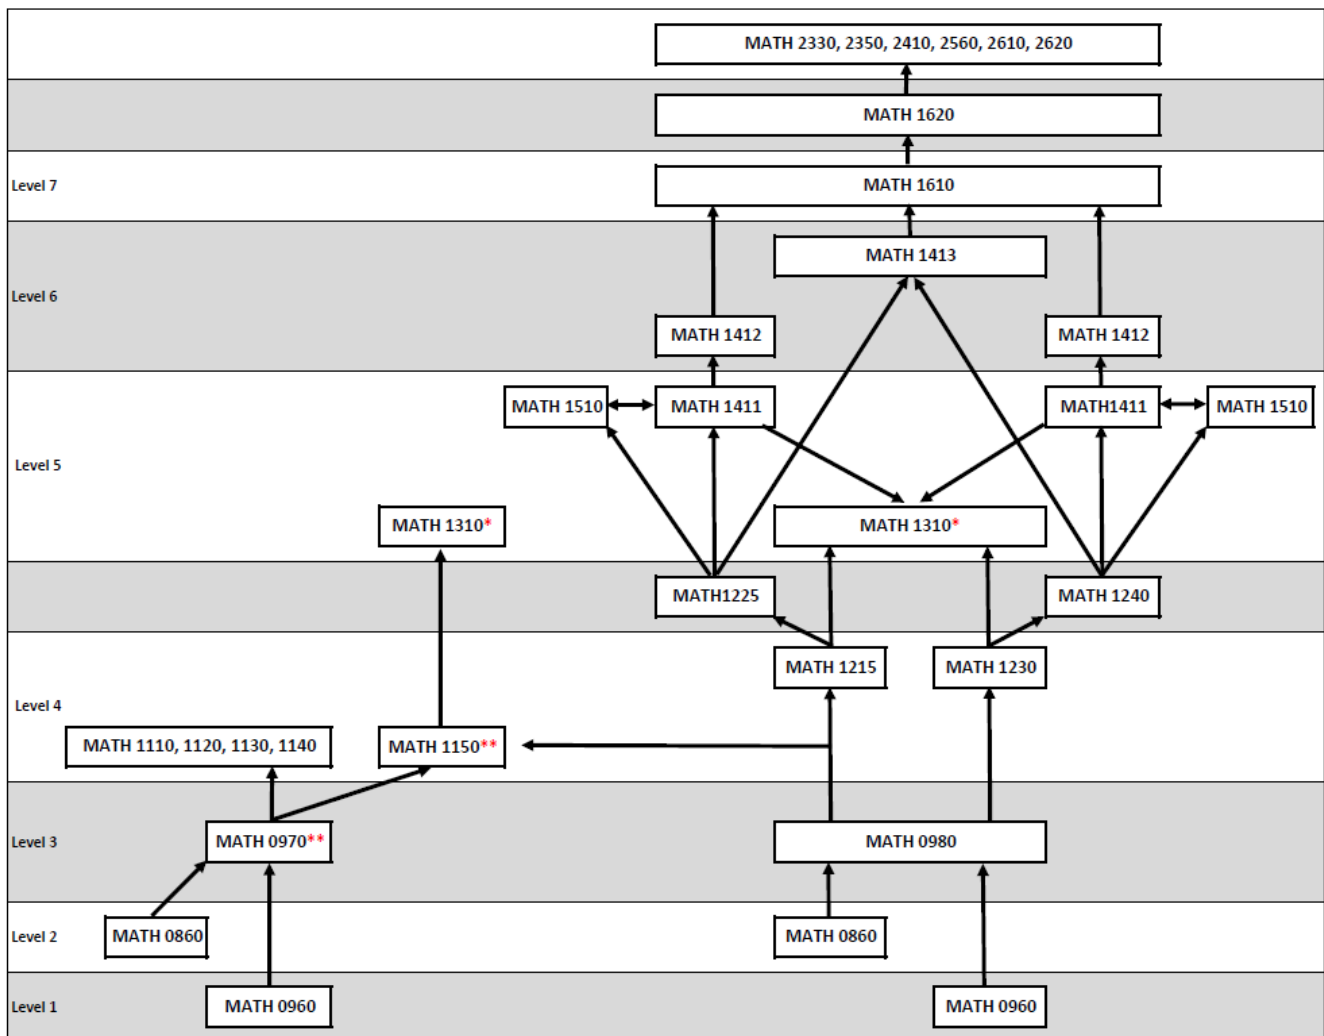 MATH 2330, 2350, 2410, 2560, 2610, 2620
MATH 1620
Level 7
MATH 1610
MATH 1413
Level 6
MATH 1412
MATH 1412
MATH 1510
MATH 1411
MATH1411
MATH 1510
Level 5
MATH 1310*
MATH 1310*
MATH1225
MATH 1240
MATH 1215
MATH 1230
Level 4
MATH 1110, 1120, 1130, 1140
MATH 1150**
Level 3
MATH 0970**
MATH 0980
Level 2
MATH 0860
MATH 0860
Level 1
MATH 0960
MATH 0960